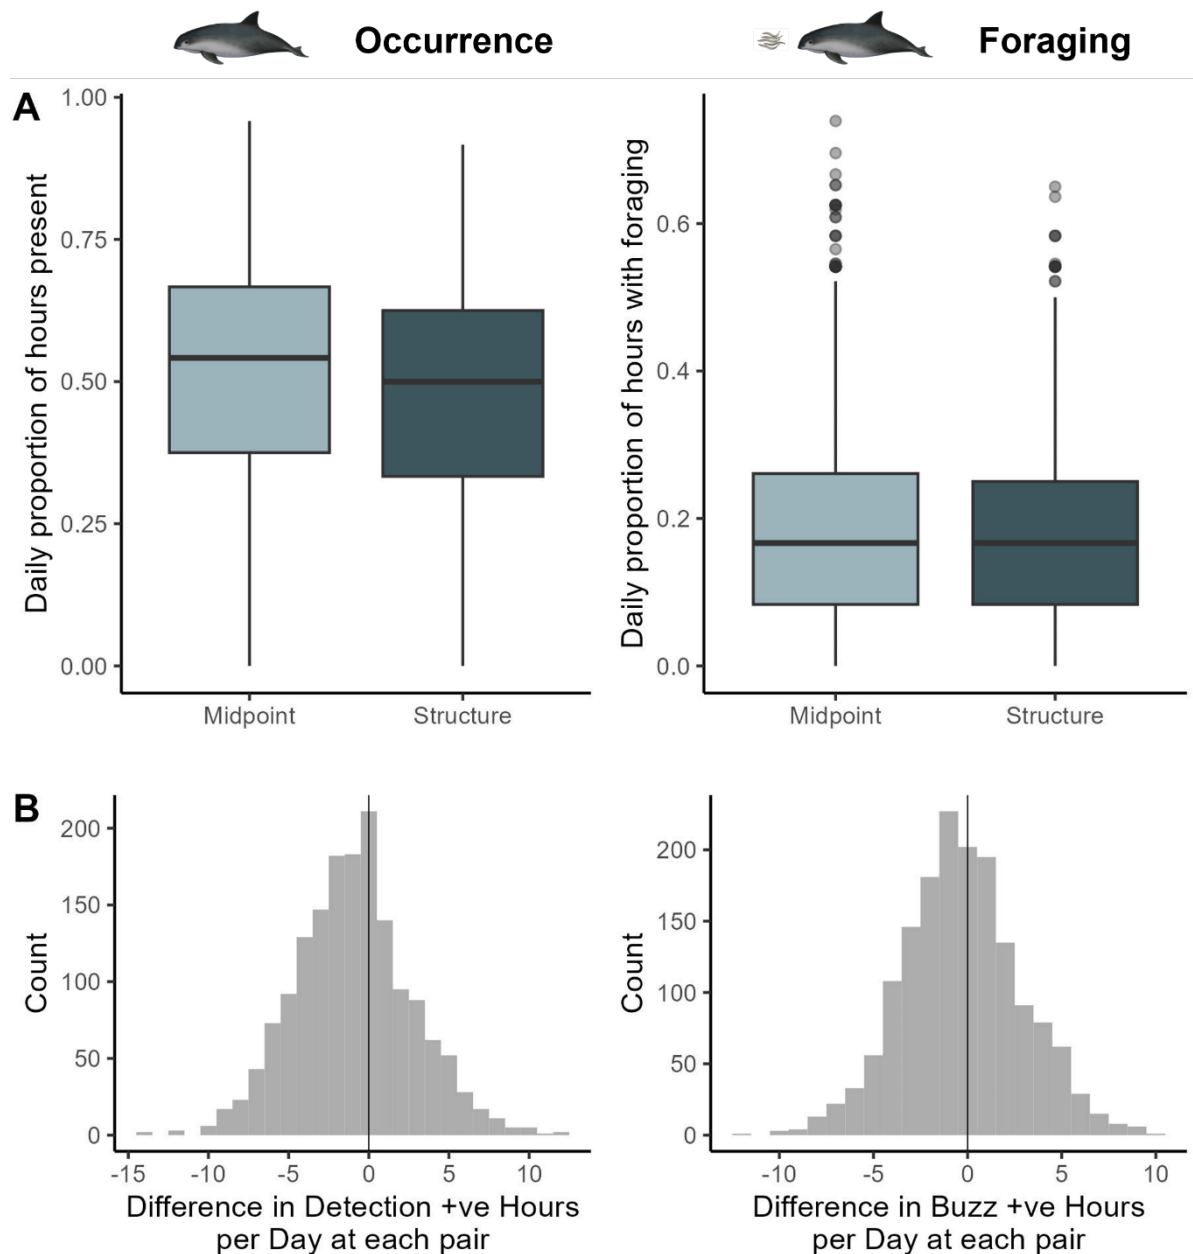 Occurrence
Foraging
A
1.00
0.75
0.50
0.25
0.00
Daily proportion of hours present
Midpoint
Structure
0.6
0.4
0.2
0.0
Daily proportion of hours with foraging
Midpoint
Structure
B
200
150
100
50
0
Count
-15
-10
-5
0
5
10
Difference in Detection +ve Hours
per Day at each pair
200
150
100
50
0
Count
-10
-5
0
5
10
Difference in Buzz +ve Hours
per Day at each pair